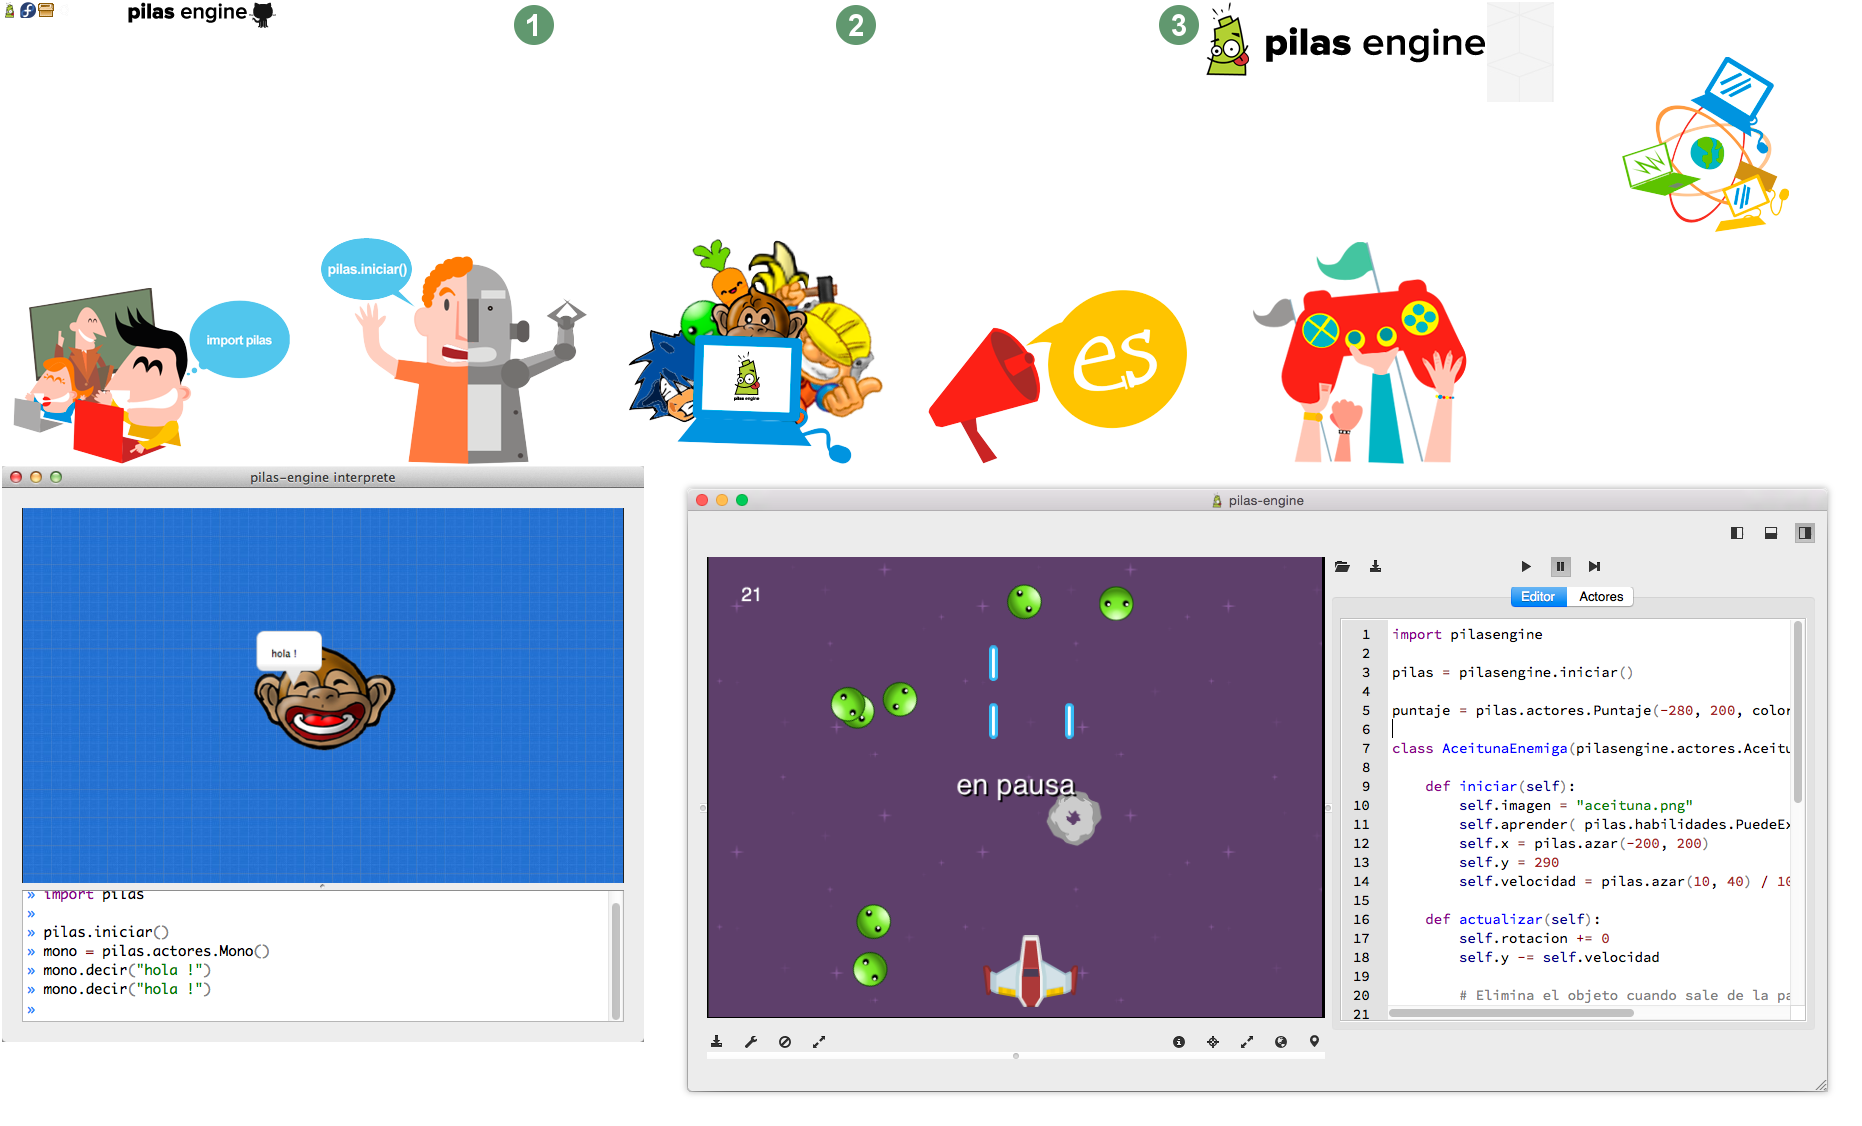 pilas engine
1
2
3
pilas engine
pilas.iniciar()
import pilas
pilas engine
es
pilas-engine interprete
hola !
» import pilas
»
» pilas.iniciar()
» mono = pilas.actores.Mono()
» mono.decir("hola !")
» mono.decir("hola !")
»
pilas-engine
21
en pausa
Editor
Actores
1 import pilasengine
2
3 pilas = pilasengine.iniciar()
4
5 puntaje = pilas.actores.Puntaje(-280, 200, color
6
7 class AceitunaEnemiga(pilasengine.actores.Aceitu
8
9 def iniciar(self):
10 self.imagen = "aceituna.png"
11 self.aprender( pilas.habilidades.PuedeEx
12 self.x = pilas.azar(-200, 200)
13 self.y = 290
14 self.velocidad = pilas.azar(10, 40) / 10
15
16 def actualizar(self):
17 self.rotacion += 0
18 self.y -= self.velocidad
19
20 # Elimina el objeto cuando sale de la pa
21